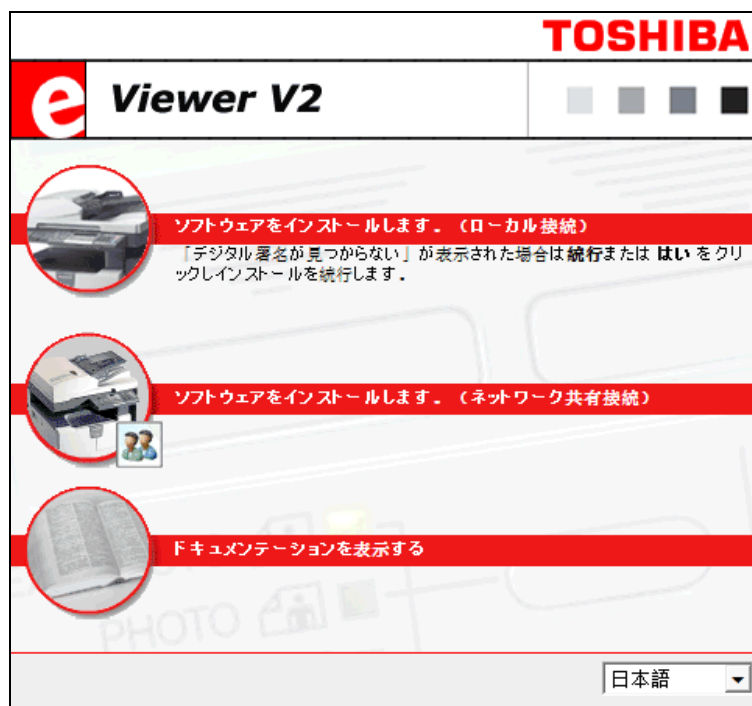 TOSHIBA
e Viewer V2
ソフトウェアをインストールします. (ローカル接続)
「デジタル署名が見つからない」が表示された場合は続行または はい をクリ
ックしインストールを続行します.
ソフトウェアをインストールします. (ネットワーク共有接続)
ドキュメンテーションを表示する
PHOTO
日本語